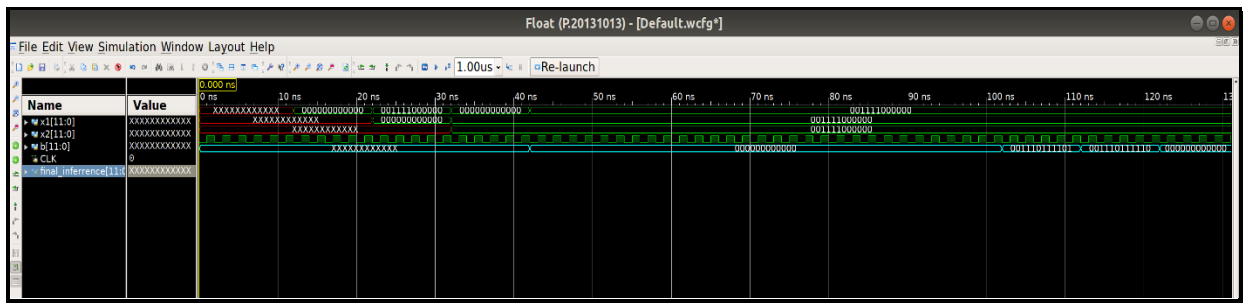 Float (P.20131013) - [Default.wcfg*]
File Edit View Simulation Window Layout Help
1.00us Re-launch
0.000 ns
0 ns 10 ns 20 ns 30 ns 40 ns 50 ns 60 ns 70 ns 80 ns 90 ns 100 ns 110 ns 120 ns 13
Name Value
x1[11:0] XXXXXXXXXXXX XXXXXXXXXXXX 000000000000 001111000000 000000000000 001111000000
x2[11:0] XXXXXXXXXXXX XXXXXXXXXXXX 000000000000 001111000000
b[11:0] XXXXXXXXXXXX XXXXXXXXXXXX 001111000000
CLK 0
final_inferrence[11:0 XXXXXXXXXXXX XXXXXXXXXXXX 000000000000 001110111101 001110111110 000000000000